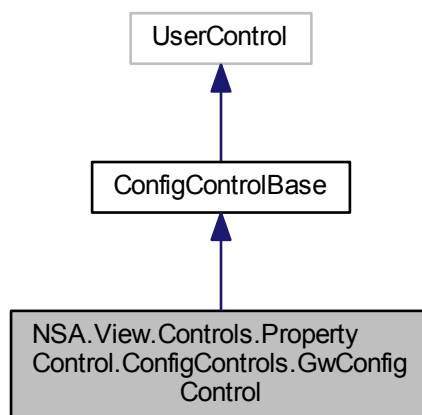 UserControl
ConfigControlBase
NSA.View.Controls.Property
Control.ConfigControls.GwConfig
Control